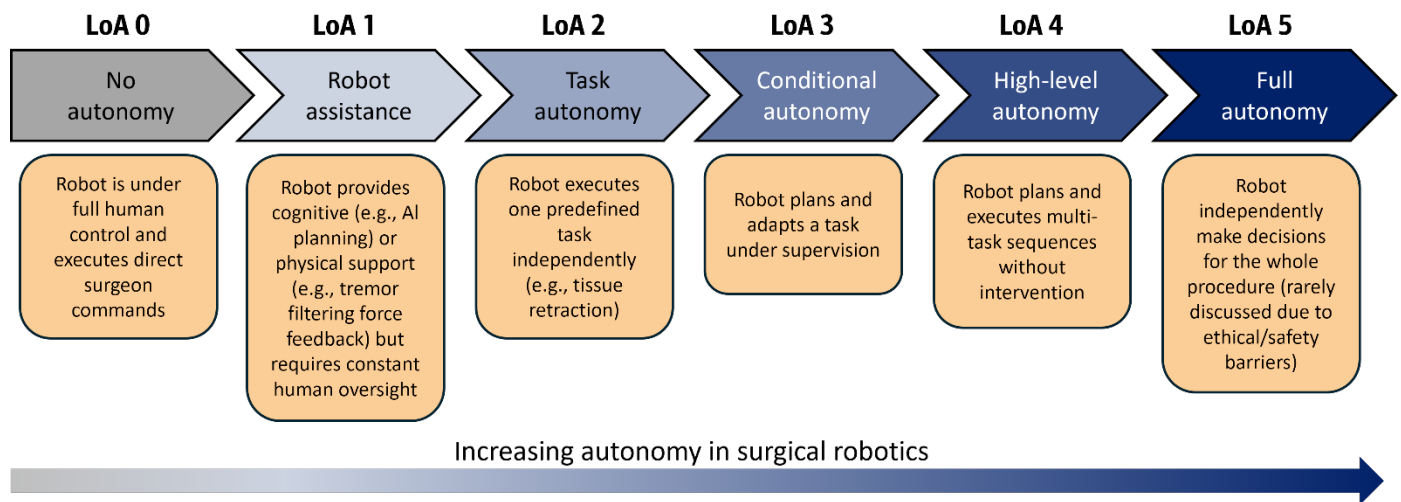 LoA 0
LoA 1
LoA 2
LoA 3
LoA 4
LoA 5
No
autonomy
Robot
assistance
Task
autonomy
Conditional
autonomy
High-level
autonomy
Full
autonomy
Robot is under
full human
control and
executes direct
surgeon
commands
Robot provides
cognitive (e.g., AI
planning) or
physical support
(e.g., tremor
filtering force
feedback) but
requires constant
human oversight
Robot executes
one predefined
task
independently
(e.g., tissue
retraction)
Robot plans and
adapts a task
under supervision
Robot plans and
executes multi-
task sequences
without
intervention
Robot
independently
make decisions
for the whole
procedure (rarely
discussed due to
ethical/safety
barriers)
Increasing autonomy in surgical robotics